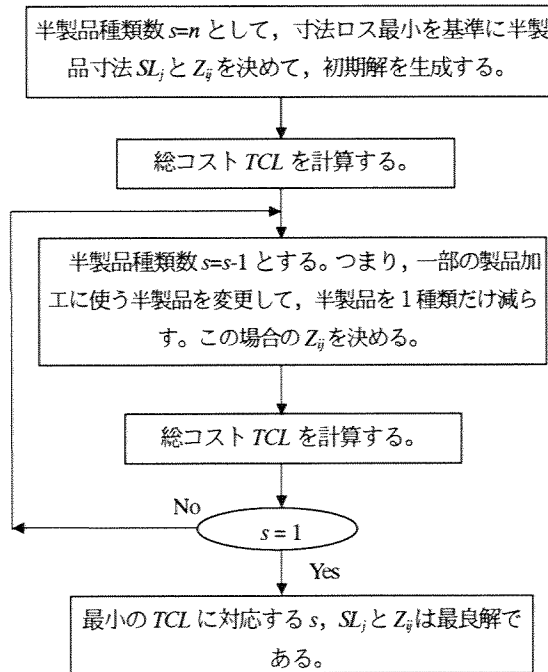 半製品種類数 s=n として，寸法ロス最小を基準に半製
品寸法 SLj と Zij を決めて，初期解を生成する。
総コスト TCL を計算する。
半製品種類数 s=s-1 とする。つまり，一部の製品加
工に使う半製品を変更して，半製品を 1 種類だけ減ら
す。この場合の Zij を決める。
総コスト TCL を計算する。
No
s = 1
Yes
最小の TCL に対応する s，SLj と Zij は最良解で
ある。